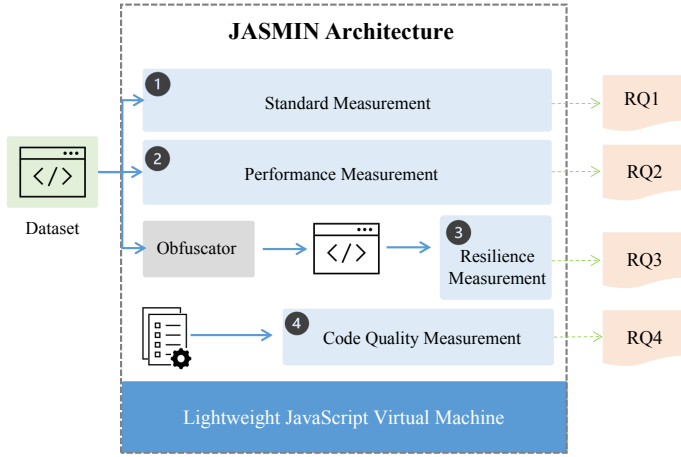 JASMIN Architecture
1
Standard Measurement
RQ1
2
Performance Measurement
RQ2
</>
Dataset
Obfuscator
</>
3
Resilience
Measurement
RQ3
4
Code Quality Measurement
RQ4
Lightweight JavaScript Virtual Machine